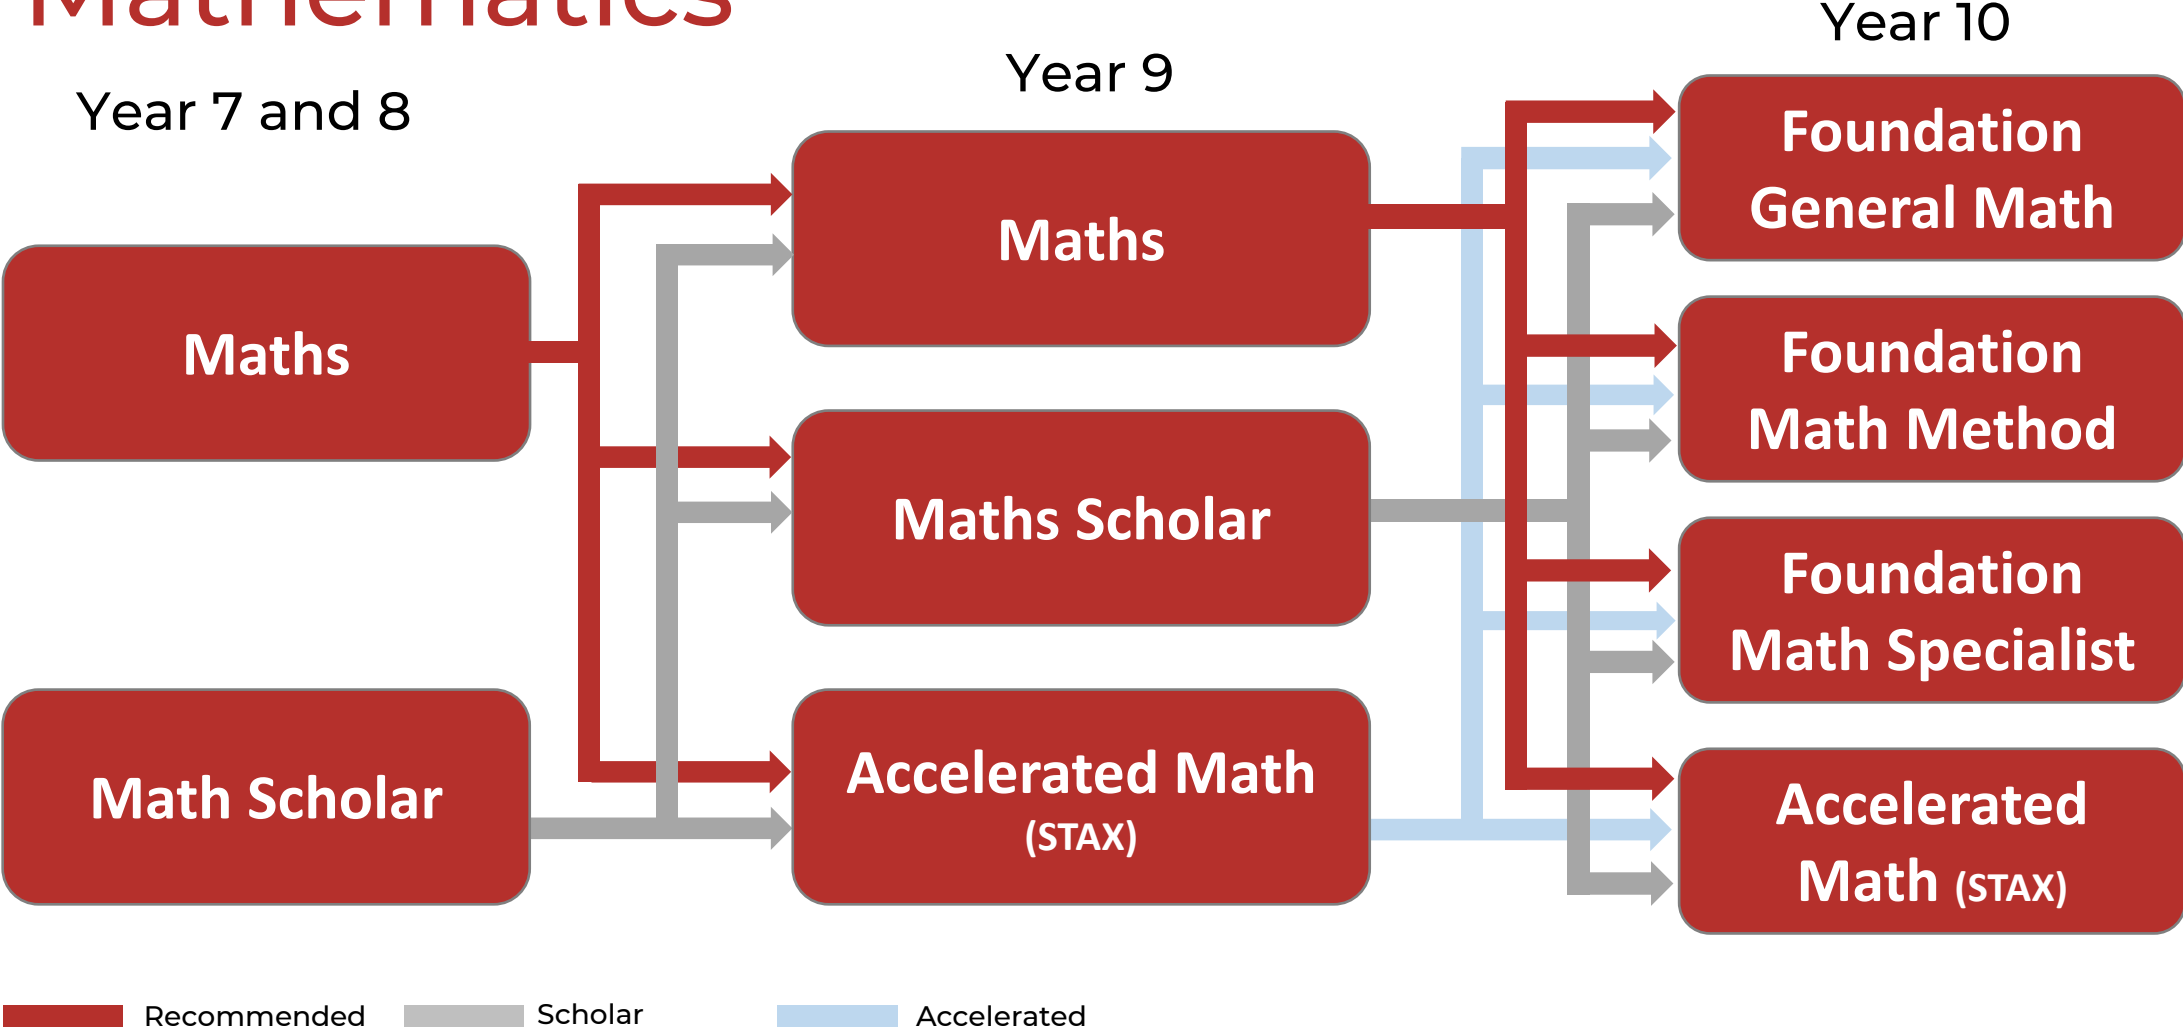 Mathematics
Year 7 and 8
Year 9
Year 10
Maths
Math Scholar
Maths
Maths Scholar
Accelerated Math
(STAX)
Foundation
General Math
Foundation
Math Method
Foundation
Math Specialist
Accelerated
Math (STAX)
Recommended
Scholar
Accelerated